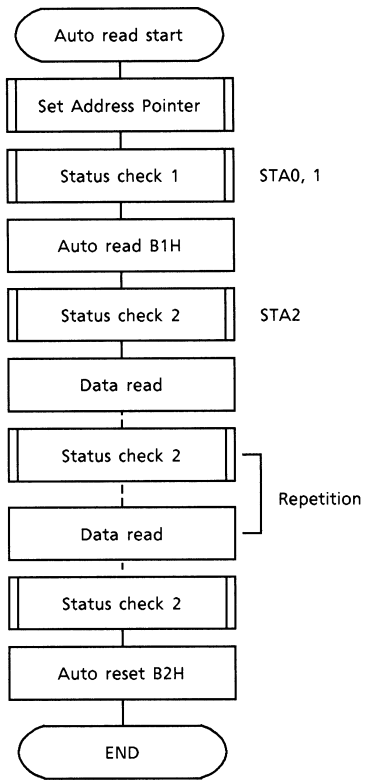 Auto read start
Set Address Pointer
Status check 1
STA0, 1
Auto read B1H
Status check 2
STA2
Data read
Status check 2
Repetition
Data read
Status check 2
Auto reset B2H
END